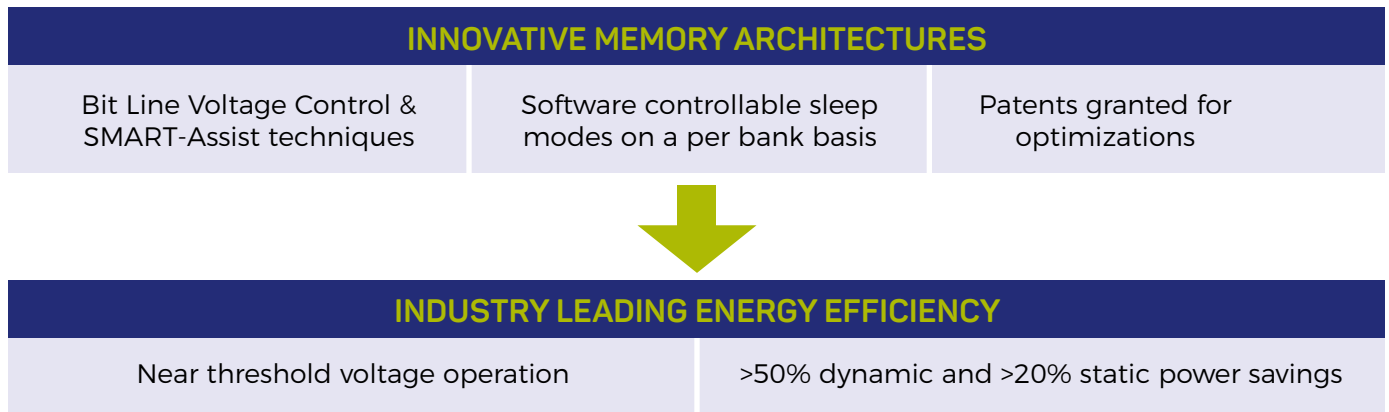 INNOVATIVE MEMORY ARCHITECTURES
Bit Line Voltage Control &
SMART-Assist techniques
Software controllable sleep
modes on a per bank basis
Patents granted for
optimizations
INDUSTRY LEADING ENERGY EFFICIENCY
Near threshold voltage operation
>50% dynamic and >20% static power savings